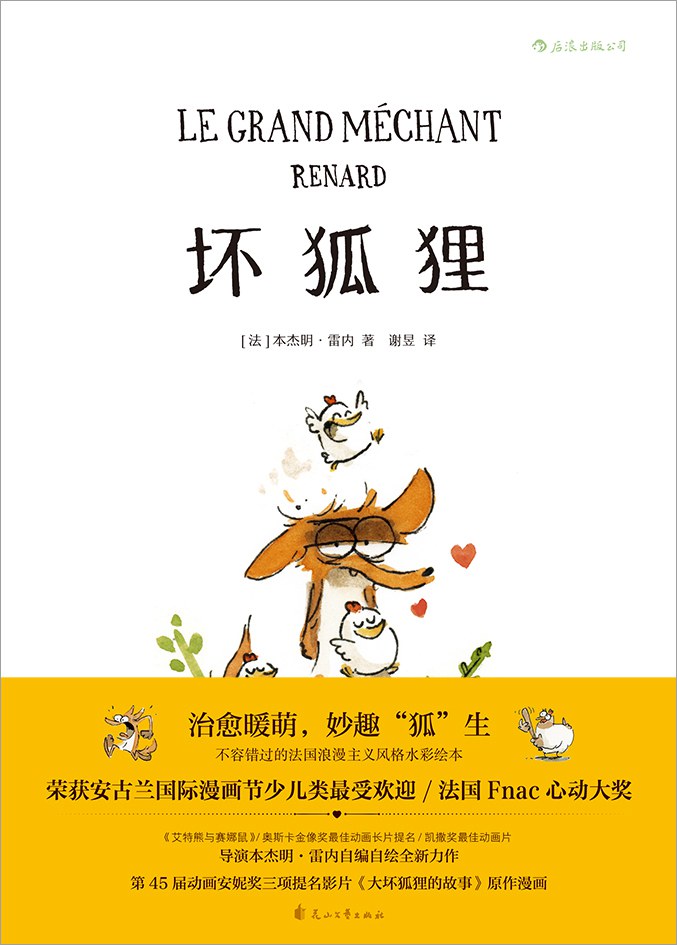 后浪出版公司
LE GRAND MÉCHANT
RENARD
坏狐狸
[法]本杰明·雷内 著 谢昱 译
治愈暖萌，妙趣“狐”生
不容错过的法国浪漫主义风格水彩绘本
荣获安古兰国际漫画节少儿类最受欢迎 / 法国 Fnac 心动大奖
《艾特熊与赛娜鼠》/ 奥斯卡金像奖最佳动画长片提名 / 凯撒奖最佳动画片
导演本杰明·雷内自编自绘全新力作
第 45 届动画安妮奖三项提名影片《大坏狐狸的故事》原作漫画
花山文艺出版社